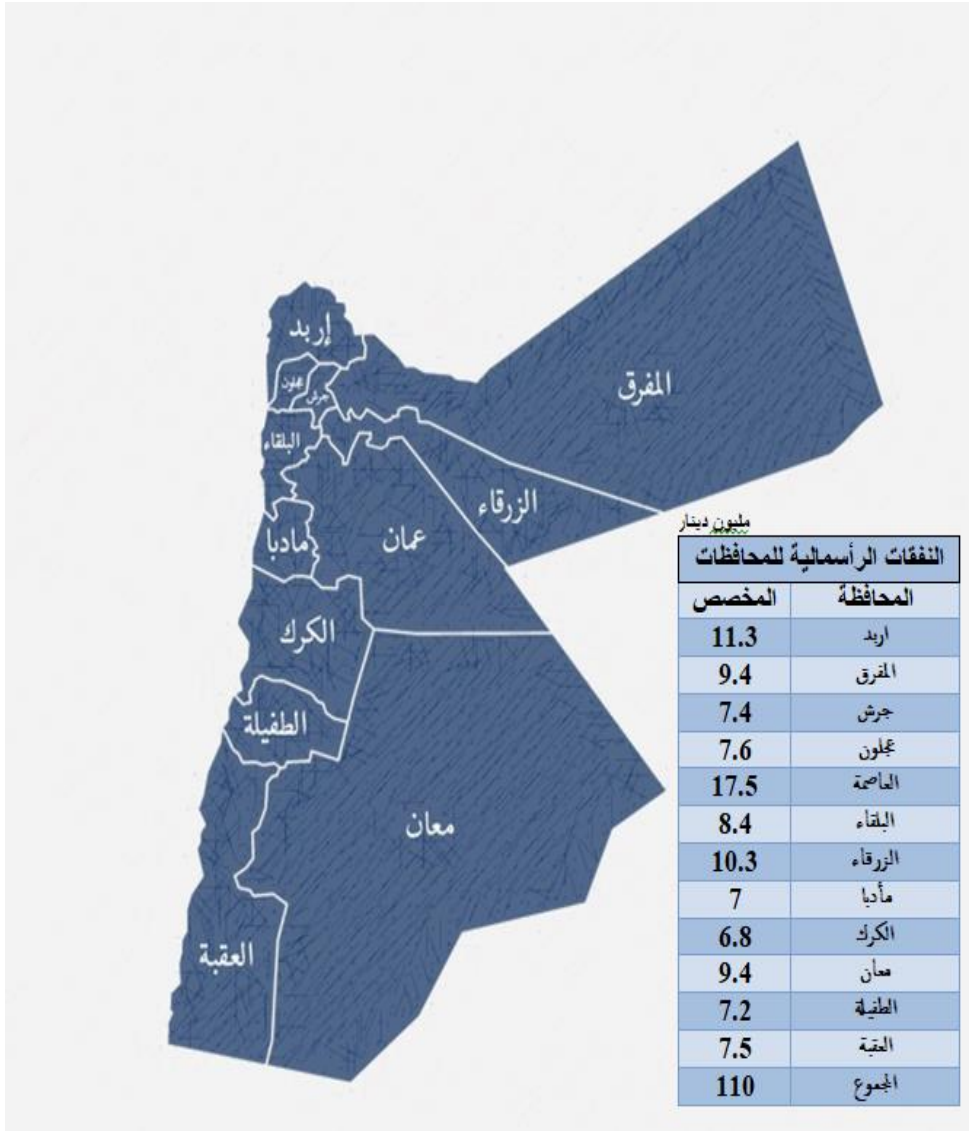 إربد
عجلون
جرش
المفرق
البلقاء
الزرقاء
عمان
مادبا
الكرك
الطفيلة
معان
العقبة
مليون دينار
النفقات الرأسمالية للمحافظات
المحافظة المخصص
اربد 11.3
المفرق 9.4
جرش 7.4
عجلون 7.6
العاصمة 17.5
البلقاء 8.4
الزرقاء 10.3
مأدبا 7
الكرك 6.8
معان 9.4
الطفيلة 7.2
العقبة 7.5
المجموع 110